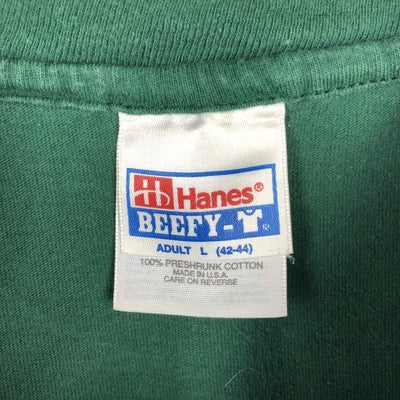 Hanes®
BEEFY-T®
ADULT L (42-44)
100% PRESHRUNK COTTON
MADE IN U.S.A.
CARE ON REVERSE